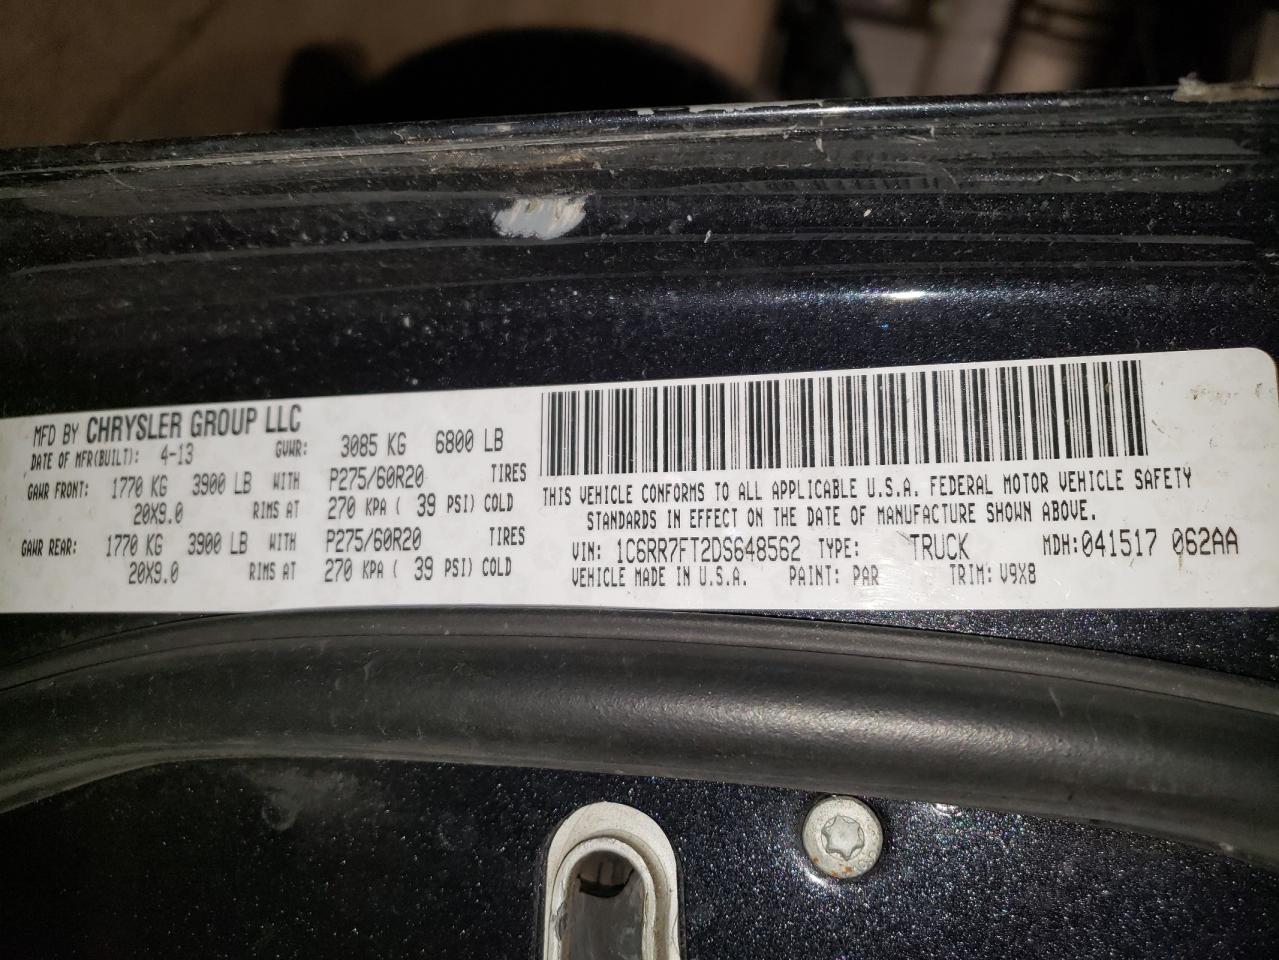 MFD BY CHRYSLER GROUP LLC
DATE OF MFR(BUILT): 4-13 GVWR: 3085 KG 6800 LB
GAWR FRONT: 1770 KG 3900 LB WITH P275/60R20 TIRES
20X9.0 RIMS AT 270 KPA ( 39 PSI) COLD
GAWR REAR: 1770 KG 3900 LB WITH P275/60R20 TIRES
20X9.0 RIMS AT 270 KPA ( 39 PSI) COLD
THIS VEHICLE CONFORMS TO ALL APPLICABLE U.S.A. FEDERAL MOTOR VEHICLE SAFETY
STANDARDS IN EFFECT ON THE DATE OF MANUFACTURE SHOWN ABOVE.
VIN: 1C6RR7FT2DS648562 TYPE: TRUCK MDH:041517 062AA
VEHICLE MADE IN U.S.A. PAINT: PAR TRIM: V9X8